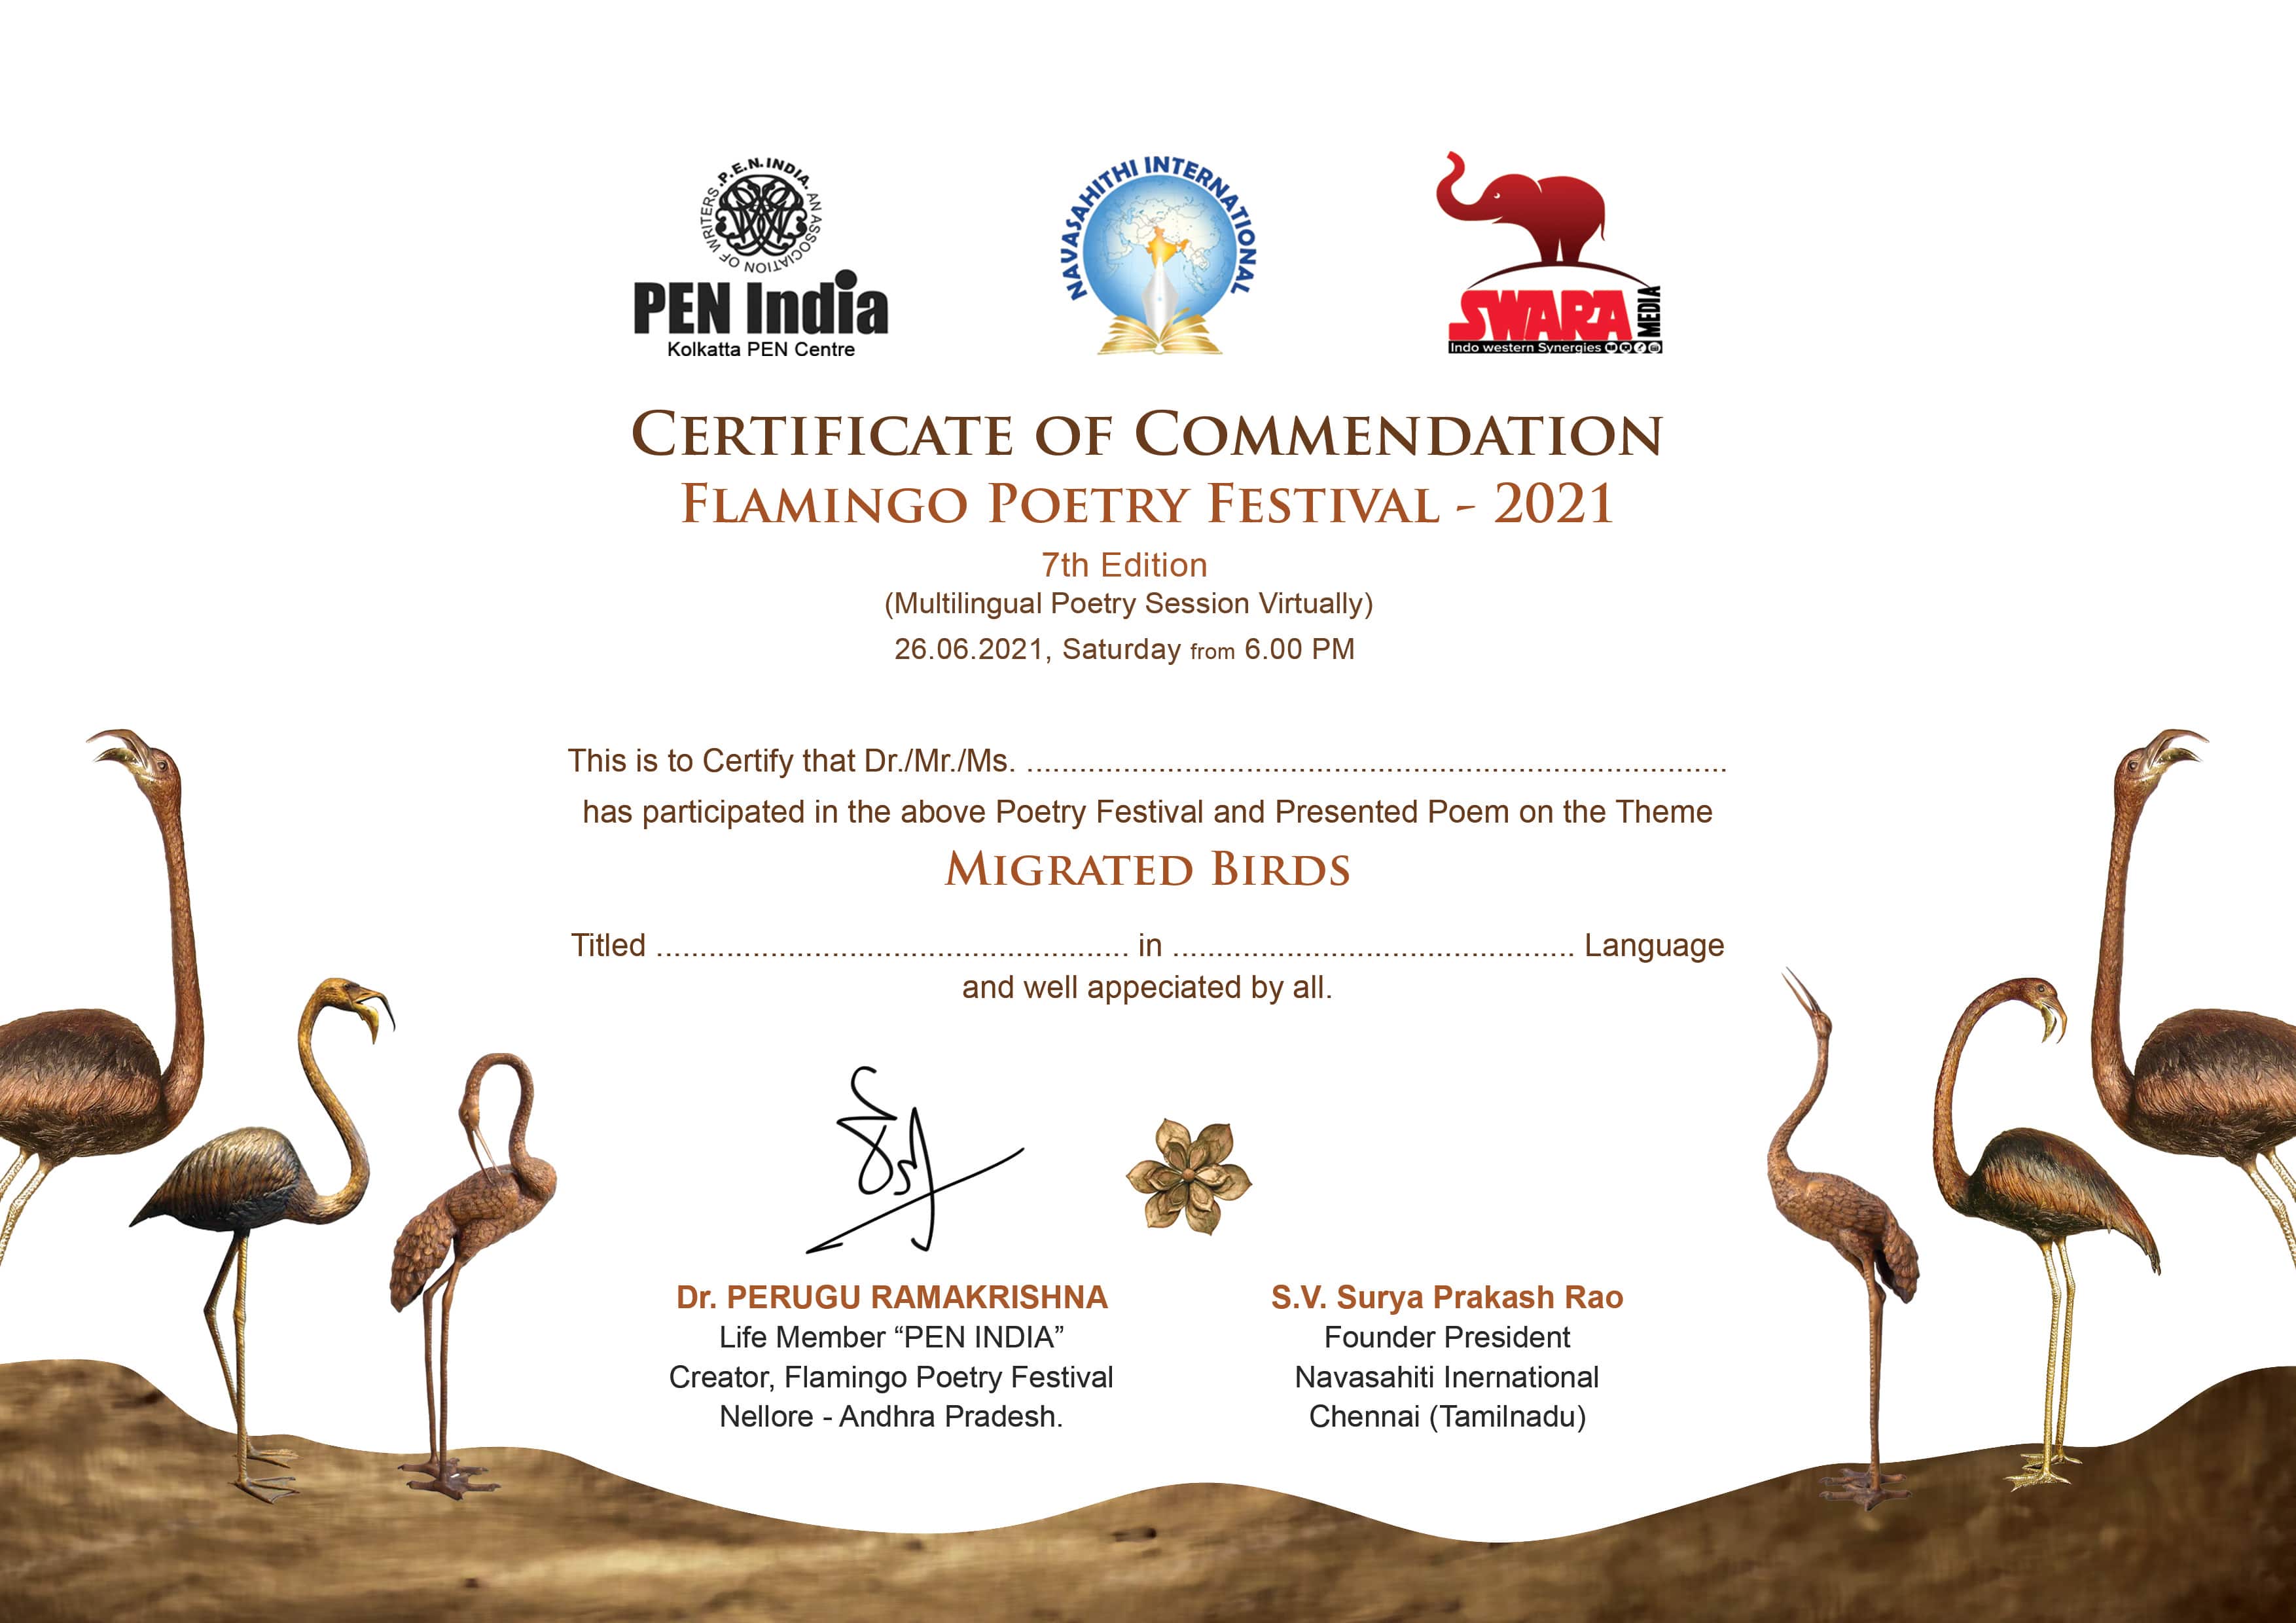 P.E.N. INDIA. AN ASSOCIATION OF WRITERS.
PEN India
Kolkatta PEN Centre
NAVASAHITHI INTERNATIONAL
SWARA MEDIA
Indo western Synergies
CERTIFICATE OF COMMENDATION
FLAMINGO POETRY FESTIVAL - 2021
7th Edition
(Multilingual Poetry Session Virtually)
26.06.2021, Saturday from 6.00 PM
This is to Certify that Dr./Mr./Ms. ................................................................................
has participated in the above Poetry Festival and Presented Poem on the Theme
MIGRATED BIRDS
Titled ...................................................... in .............................................. Language
and well appeciated by all.
Dr. PERUGU RAMAKRISHNA
Life Member “PEN INDIA”
Creator, Flamingo Poetry Festival
Nellore - Andhra Pradesh.
S.V. Surya Prakash Rao
Founder President
Navasahiti Inernational
Chennai (Tamilnadu)